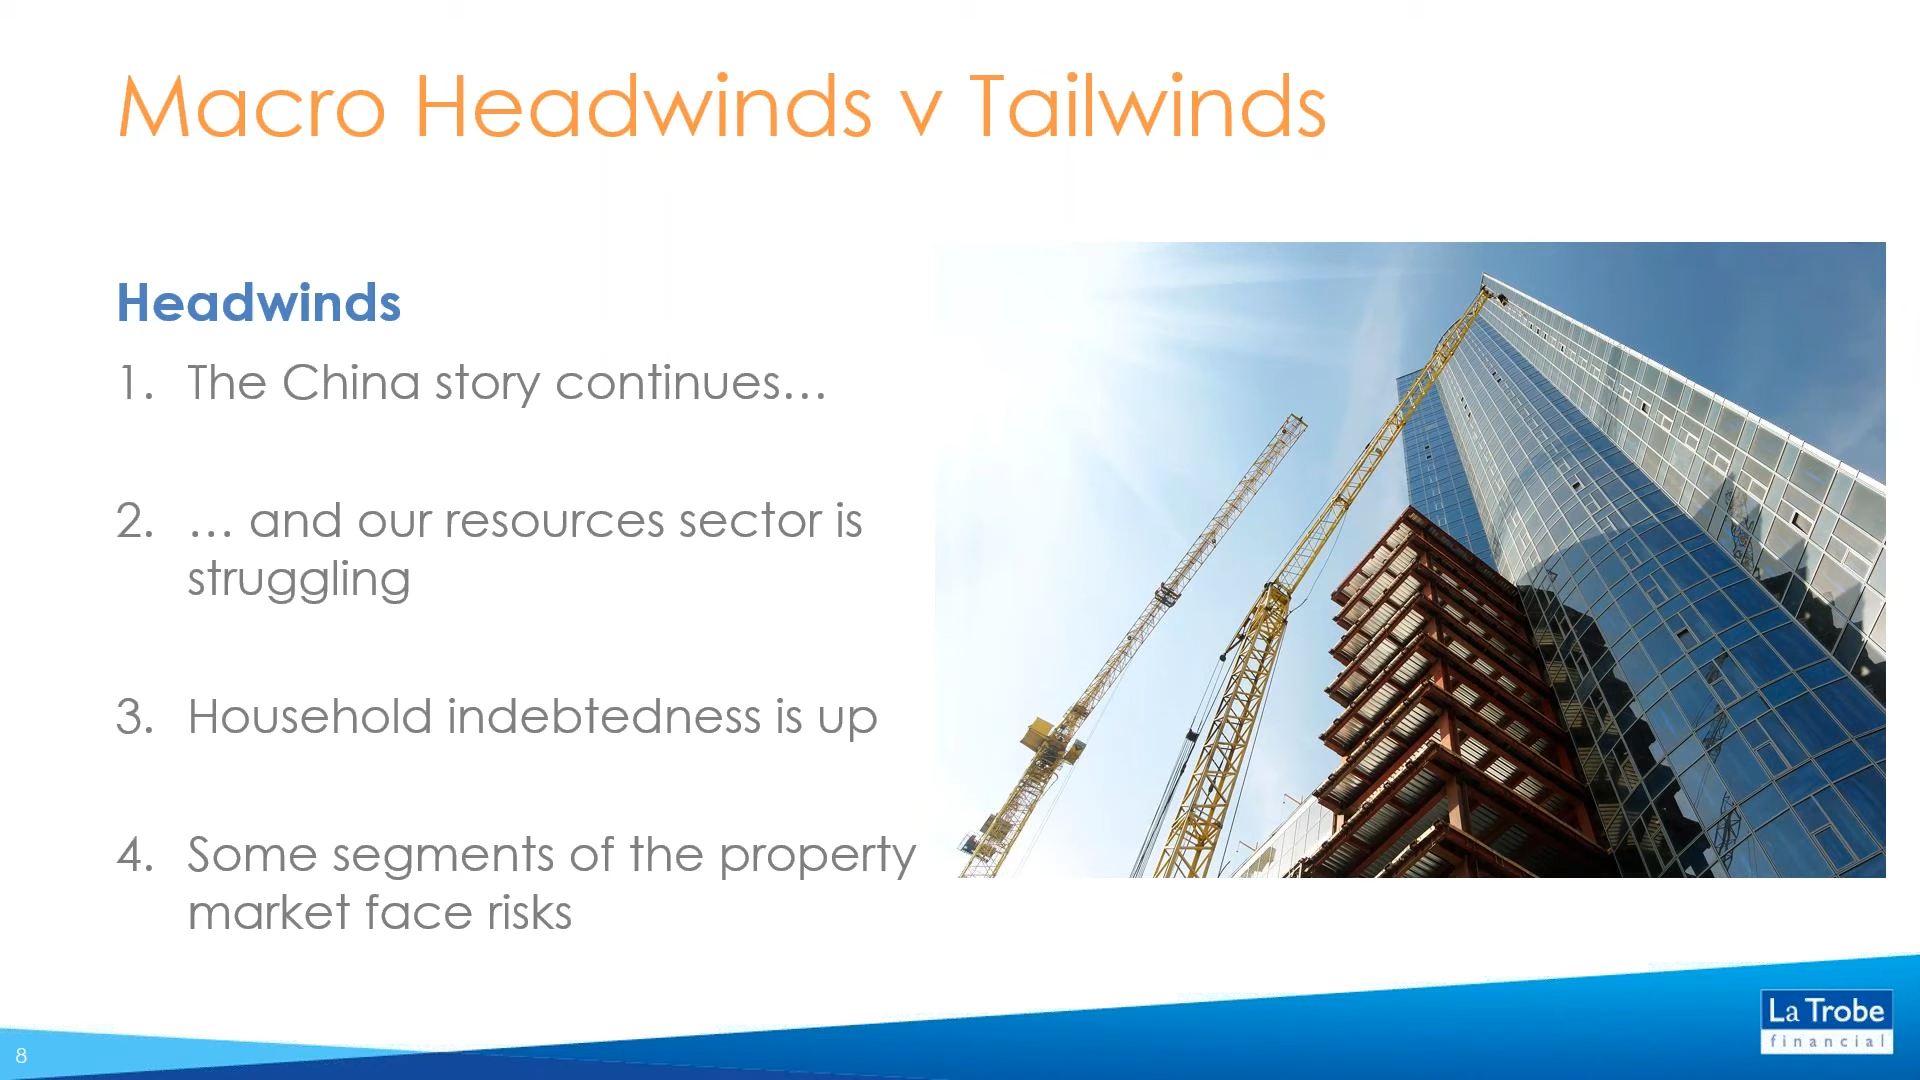 Macro Headwinds v Tailwinds
Headwinds
1. The China story continues…
2. … and our resources sector is
struggling
3. Household indebtedness is up
4. Some segments of the property
market face risks
8
La Trobe
financial